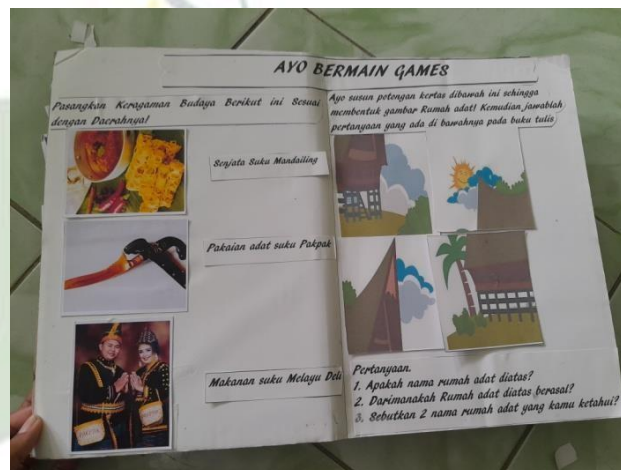 AYO BERMAIN GAMES
Pasangkan Keragaman Budaya Berikut ini Sesuai
dengan Daerahnya!
Senjata Suku Mandailing
Pakaian adat suku Pakpak
Makanan suku Melayu Deli
Ayo susun potongan kertas dibawah ini sehingga
membentuk gambar Rumah adat! Kemudian jawablah
pertanyaan yang ada di bawahnya pada buku tulis
Pertanyaan.
1. Apakah nama rumah adat diatas?
2. Darimanakah Rumah adat diatas berasal?
3. Sebutkan 2 nama rumah adat yang kamu ketahui?